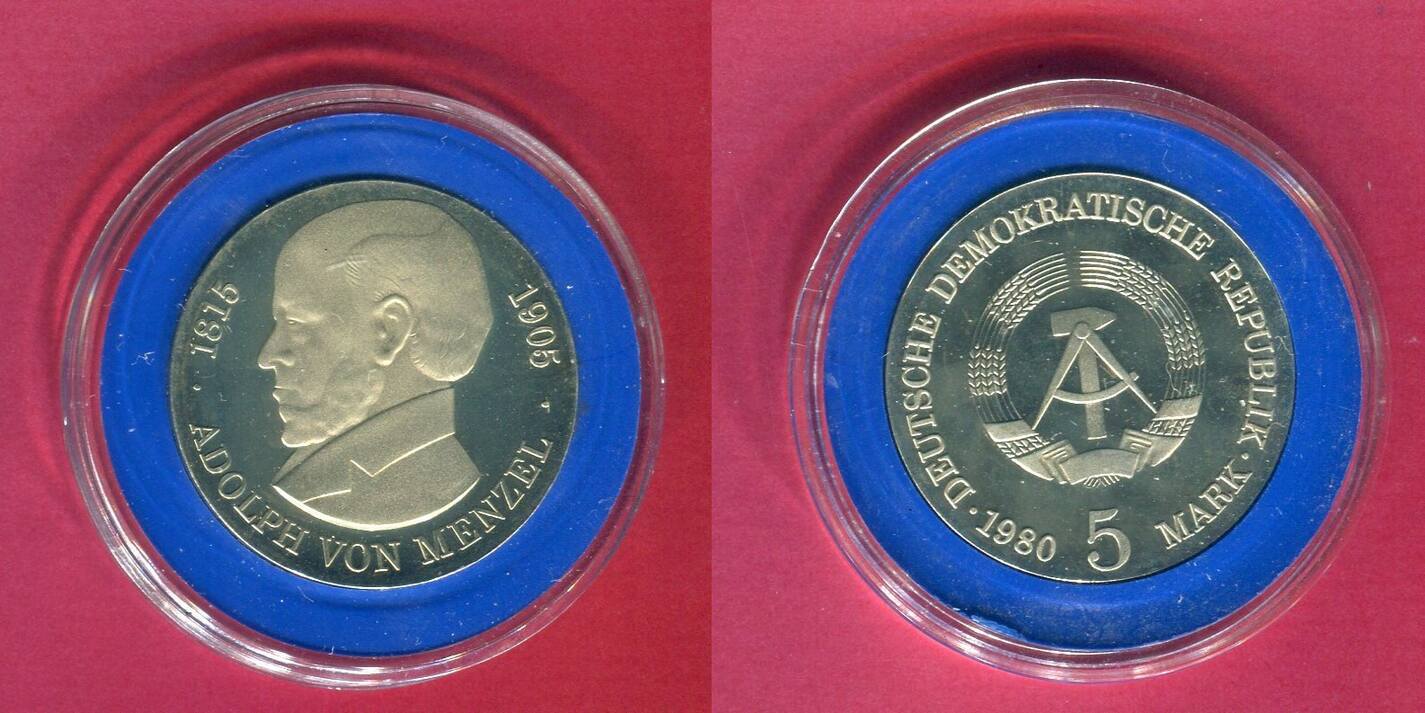 · 1815
1905 ·
ADOLPH VON MENZEL
DEUTSCHE DEMOKRATISCHE REPUBLIK
· 1980 5 MARK ·